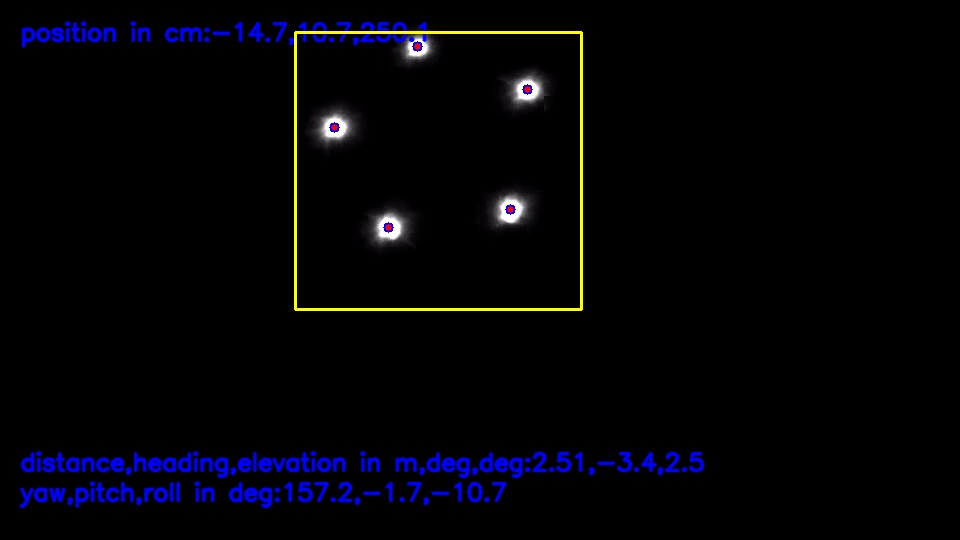 position in cm:-14.7,10.7,250.1
distance,heading,elevation in m,deg,deg:2.51,-3.4,2.5
yaw,pitch,roll in deg:157.2,-1.7,-10.7